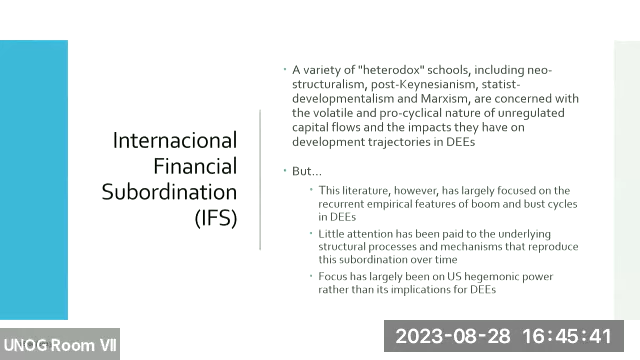 Internacional
Financial
Subordination
(IFS)
A variety of "heterodox" schools, including neo-
structuralism, post-Keynesianism, statist-
developmentalism and Marxism, are concerned with
the volatile and pro-cyclical nature of unregulated
capital flows and the impacts they have on
development trajectories in DEEs
But...
This literature, however, has largely focused on the
recurrent empirical features of boom and bust cycles
in DEEs
Little attention has been paid to the underlying
structural processes and mechanisms that reproduce
this subordination over time
Focus has largely been on US hegemonic power
rather than its implications for DEEs
UNOG Room VII
2023-08-28 16:45:41